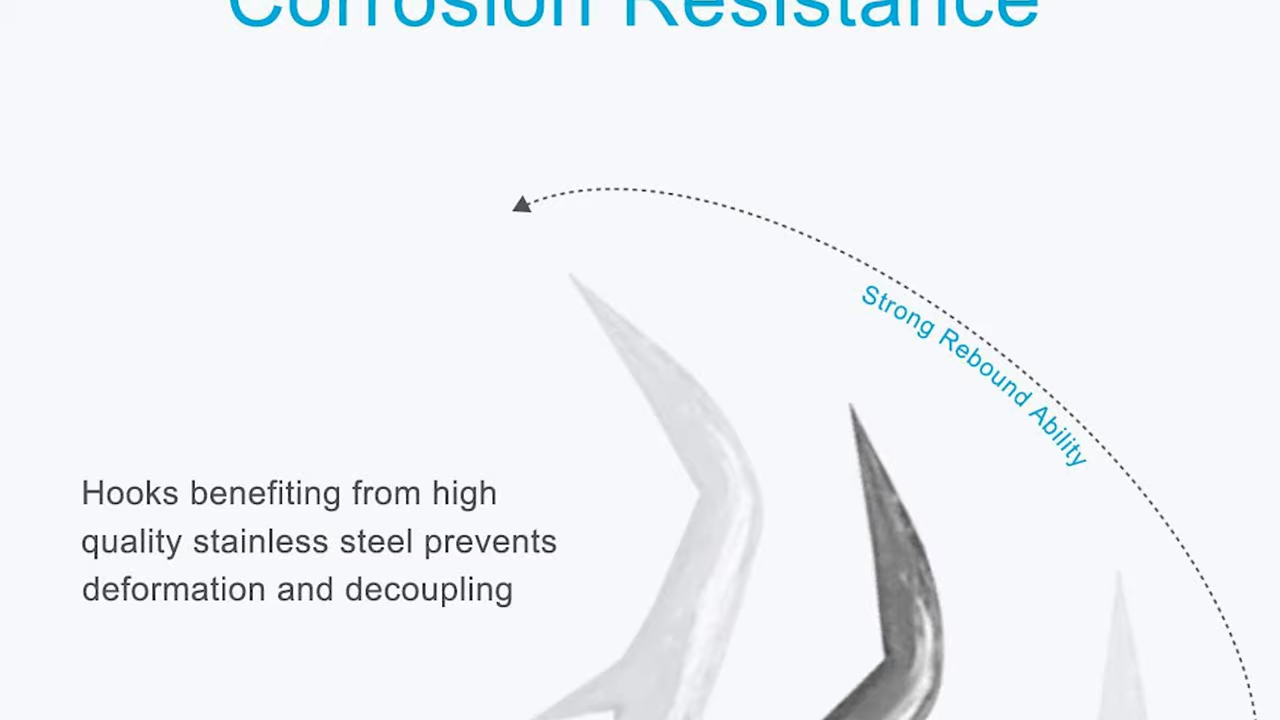 Corrosion Resistance
Strong Rebound Ability
Hooks benefiting from high
quality stainless steel prevents
deformation and decoupling